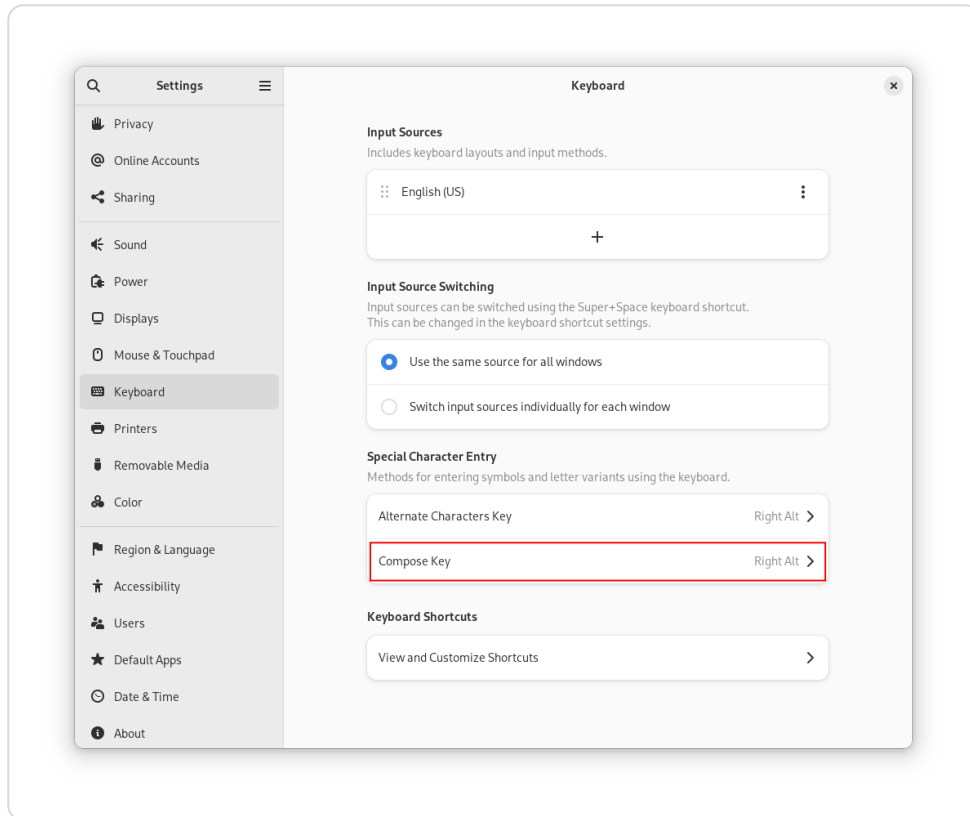 Settings
Privacy
Online Accounts
Sharing
Sound
Power
Displays
Mouse & Touchpad
Keyboard
Printers
Removable Media
Color
Region & Language
Accessibility
Users
Default Apps
Date & Time
About
Keyboard
Input Sources
Includes keyboard layouts and input methods.
English (US)
Input Source Switching
Input sources can be switched using the Super+Space keyboard shortcut.
This can be changed in the keyboard shortcut settings.
Use the same source for all windows
Switch input sources individually for each window
Special Character Entry
Methods for entering symbols and letter variants using the keyboard.
Alternate Characters Key Right Alt
Compose Key Right Alt
Keyboard Shortcuts
View and Customize Shortcuts